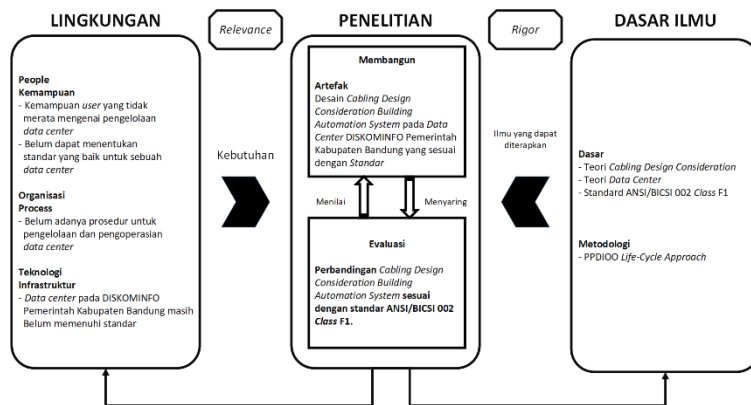 LINGKUNGAN
Relevance
PENELITIAN
Rigor
DASAR ILMU
People
Kemampuan
- Kemampuan user yang tidak
merata mengenai pengelolaan
data center
- Belum dapat menentukan
standar yang baik untuk sebuah
data center
Organisasi
Process
- Belum adanya prosedur untuk
pengelolaan dan pengoperasian
data center
Teknologi
Infrastruktur
- Data center pada DISKOMINFO
Pemerintah Kabupaten Bandung masih
Belum memenuhi standar
Kebutuhan
Membangun
Artefak
Desain Cabling Design
Consideration Building
Automation System pada Data
Center DISKOMINFO Pemerintah
Kabupaten Bandung yang sesuai
dengan Standar
Menilai
Menyaring
Evaluasi
Perbandingan Cabling Design
Consideration Building
Automation System sesuai
dengan standar ANSI/BICSI 002
Class F1.
Ilmu yang dapat
diterapkan
Dasar
- Teori Cabling Design Consideration
- Teori Data Center
- Standard ANSI/BICSI 002 Class F1
Metodologi
- PPDIOO Life-Cycle Approach